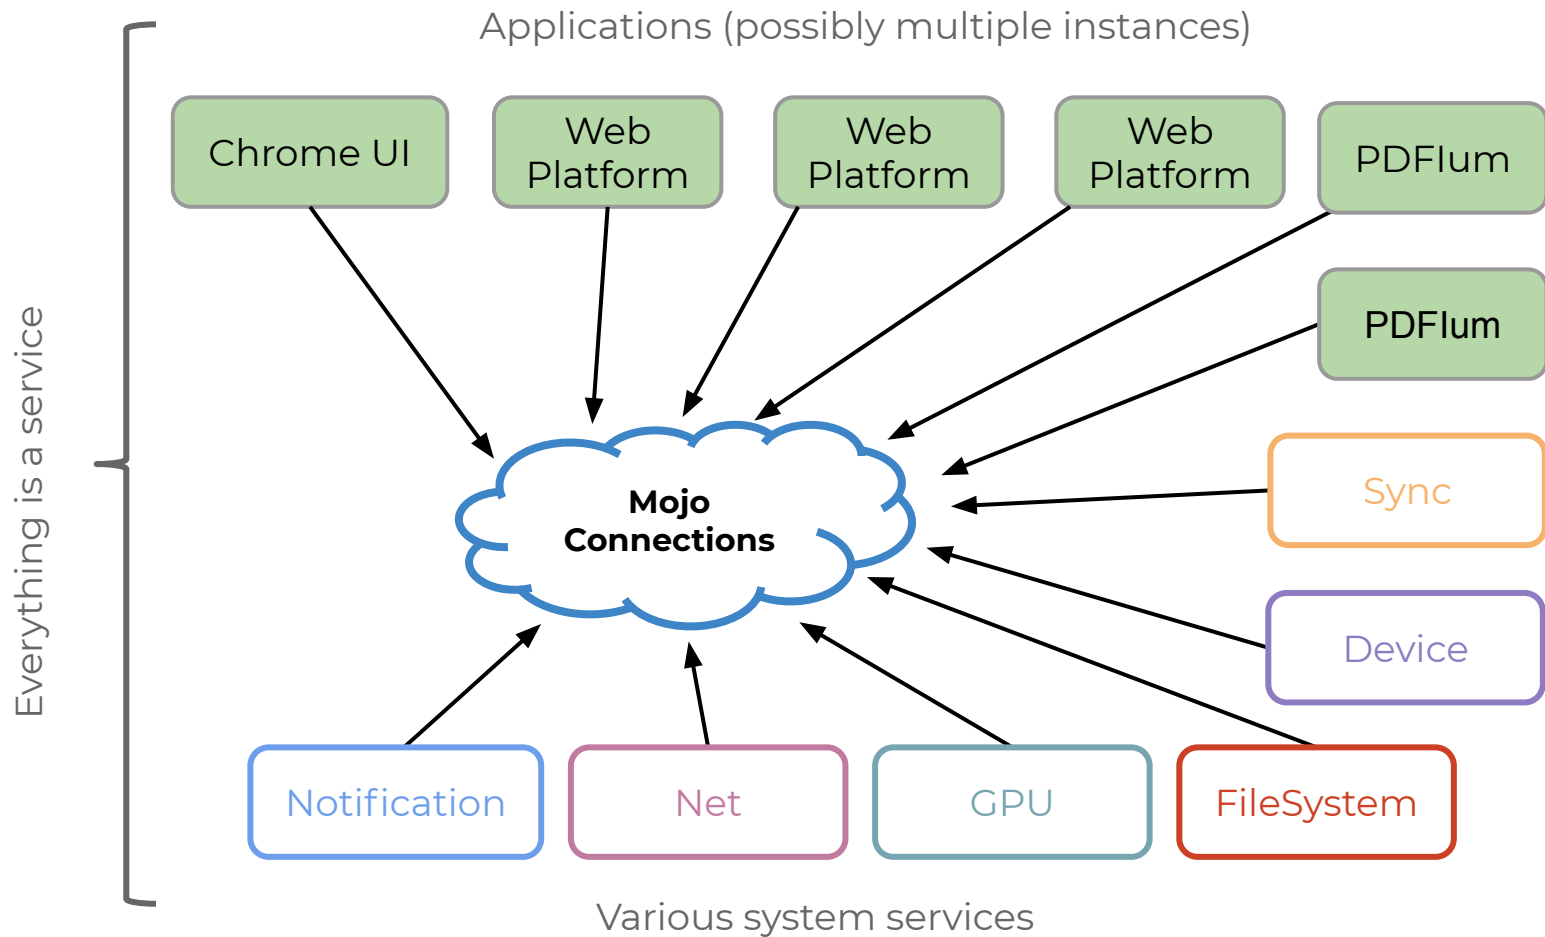 Applications (possibly multiple instances)
Chrome UI
Web
Platform
Web
Platform
Web
Platform
PDFIum
PDFIum
Everything is a service
Mojo
Connections
Sync
Device
Notification
Net
GPU
FileSystem
Various system services